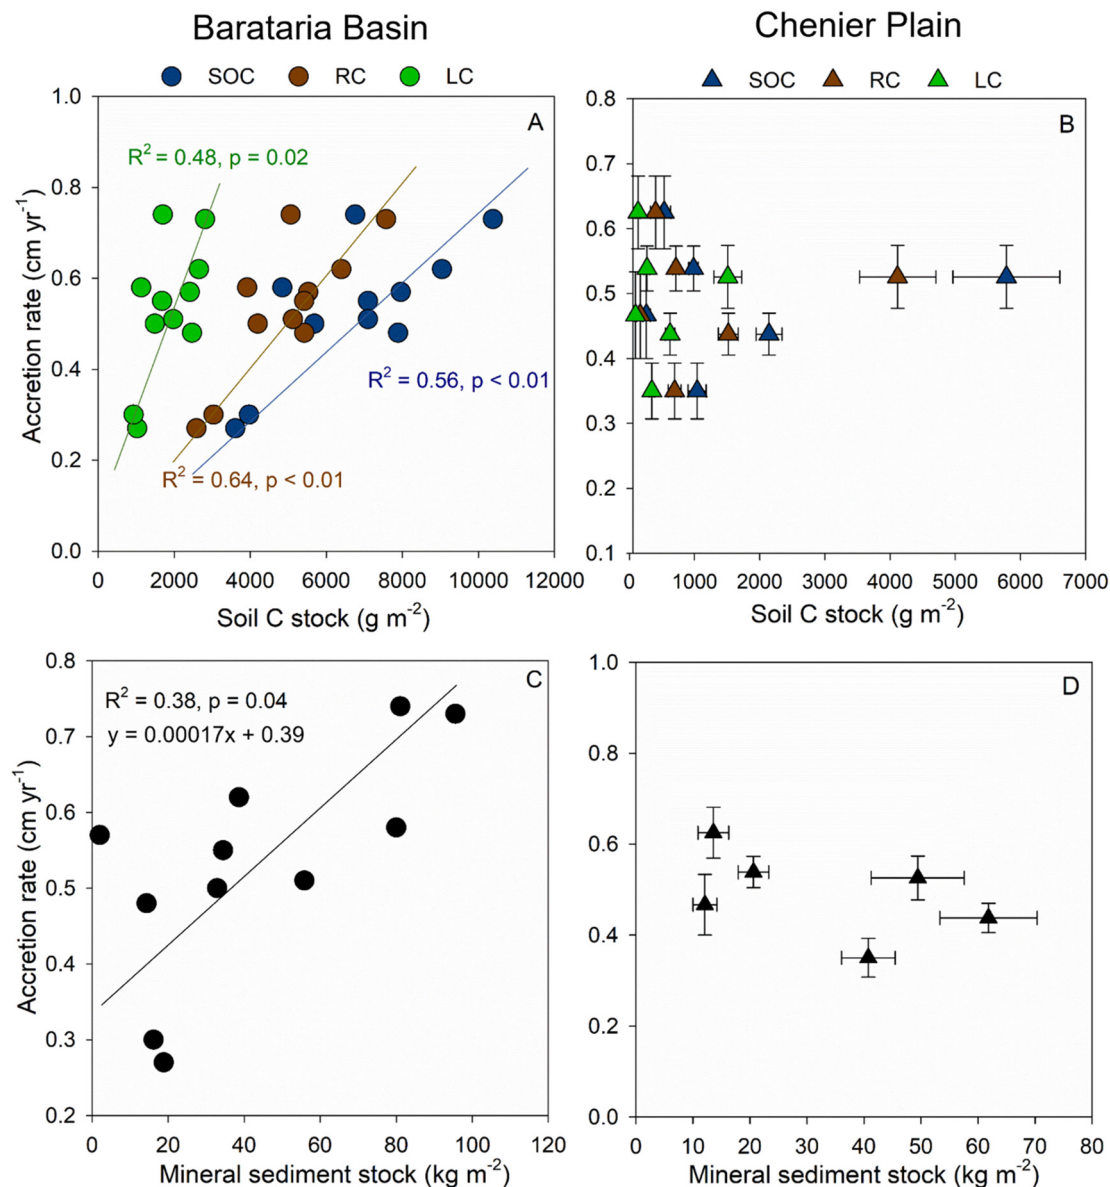 Barataria Basin
Chenier Plain
SOC RC LC
SOC RC LC
A
R² = 0.48, p = 0.02
R² = 0.56, p < 0.01
R² = 0.64, p < 0.01
Accretion rate (cm yr⁻¹)
1.0
0.8
0.6
0.4
0.2
0.0
0 2000 4000 6000 8000 10000 12000
Soil C stock (g m⁻²)
B
0.8
0.7
0.6
0.5
0.4
0.3
0.2
0.1
0 1000 2000 3000 4000 5000 6000 7000
Soil C stock (g m⁻²)
C
R² = 0.38, p = 0.04
y = 0.00017x + 0.39
Accretion rate (cm yr⁻¹)
0.8
0.7
0.6
0.5
0.4
0.3
0.2
0 20 40 60 80 100 120
Mineral sediment stock (kg m⁻²)
D
1.0
0.8
0.6
0.4
0.2
0.0
0 10 20 30 40 50 60 70 80
Mineral sediment stock (kg m⁻²)